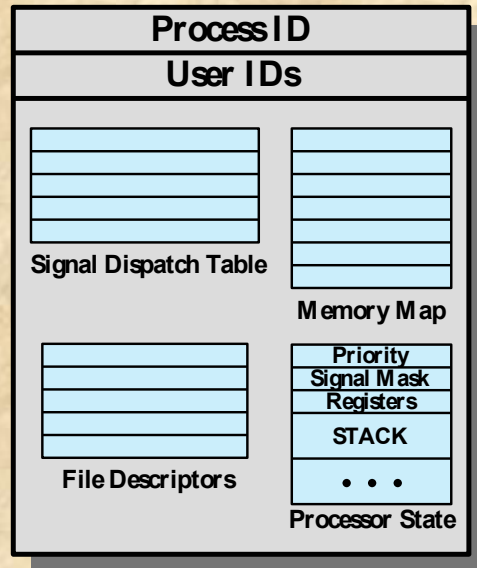 Process ID
User IDs
Signal Dispatch Table
Memory Map
File Descriptors
Priority
Signal Mask
Registers
STACK
• • •
Processor State